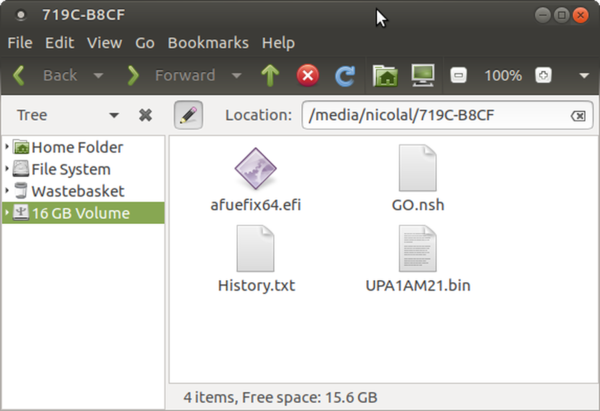 719C-B8CF
File Edit View Go Bookmarks Help
Back Forward 100%
Tree Location: /media/nicolal/719C-B8CF
Home Folder
File System
Wastebasket
16 GB Volume
afuefix64.efi GO.nsh
History.txt UPA1AM21.bin
4 items, Free space: 15.6 GB